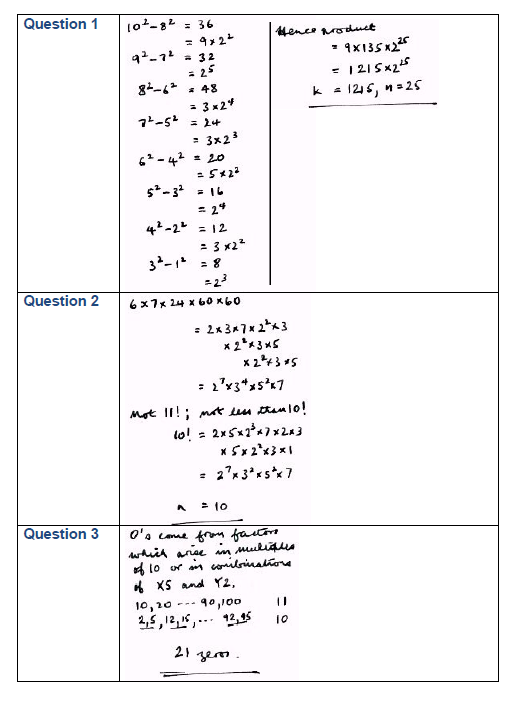 Question 1
10² − 8² = 36
= 9 × 2²
9² − 7² = 32
= 2⁵
8² − 6² = 48
= 3 × 2⁴
7² − 5² = 24
= 3 × 2³
6² − 4² = 20
= 5 × 2²
5² − 3² = 16
= 2⁴
4² − 2² = 12
= 3 × 2²
3² − 1² = 8
= 2³
Hence product
= 9 × 135 × 2²⁵
= 1215 × 2²⁵
k = 1215, n = 25
Question 2
6 × 7 × 24 × 60 × 60
= 2 × 3 × 7 × 2² × 3
× 2² × 3 × 5
× 2² × 3 × 5
= 2⁷ × 3⁴ × 5² × 7
Not 11! ; not less than 10!
10! = 2 × 5 × 2³ × 7 × 2 × 3
× 5 × 2² × 3 × 1
= 2⁷ × 3² × 5² × 7
n = 10
Question 3
0's come from factors
which arise in multiples
of 10 or in combinations
of X5 and Y2.
10, 20 --- 90, 100 11
2,5, 12,15, ... 92, 95 10
21 zeros.